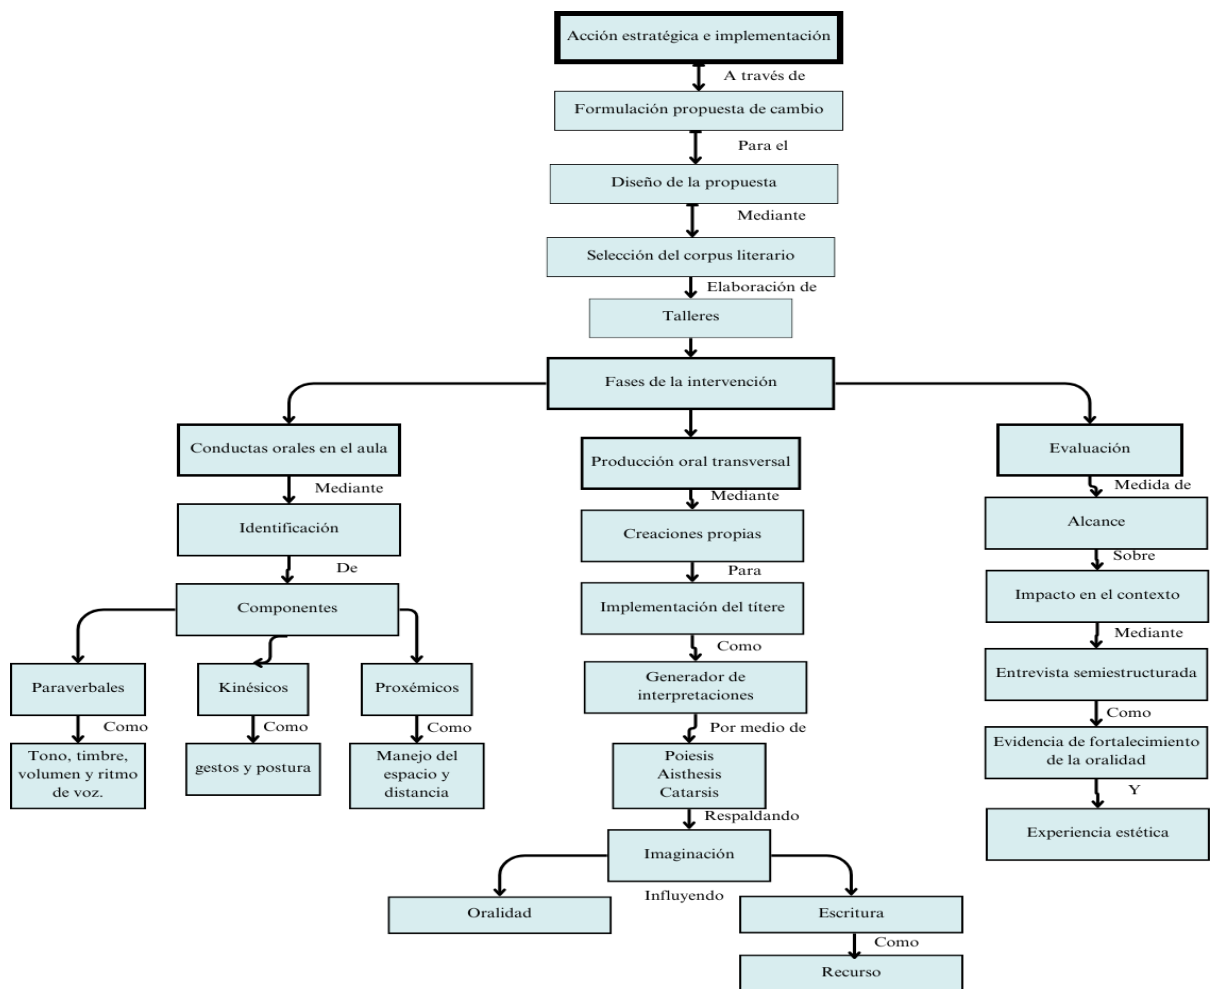 Acción estratégica e implementación
A través de
Formulación propuesta de cambio
Para el
Diseño de la propuesta
Mediante
Selección del corpus literario
Elaboración de
Talleres
Fases de la intervención
Conductas orales en el aula
Mediante
Identificación
De
Componentes
Paraverbales
Como
Tono, timbre,
volumen y ritmo
de voz.
Kinésicos
Como
gestos y postura
Proxémicos
Como
Manejo del
espacio y
distancia
Producción oral transversal
Mediante
Creaciones propias
Para
Implementación del títere
Como
Generador de
interpretaciones
Por medio de
Poiesis
Aisthesis
Catarsis
Respaldando
Imaginación
Influyendo
Oralidad
Escritura
Como
Recurso
Evaluación
Medida de
Alcance
Sobre
Impacto en el contexto
Mediante
Entrevista semiestructurada
Como
Evidencia de fortalecimiento
de la oralidad
Y
Experiencia estética